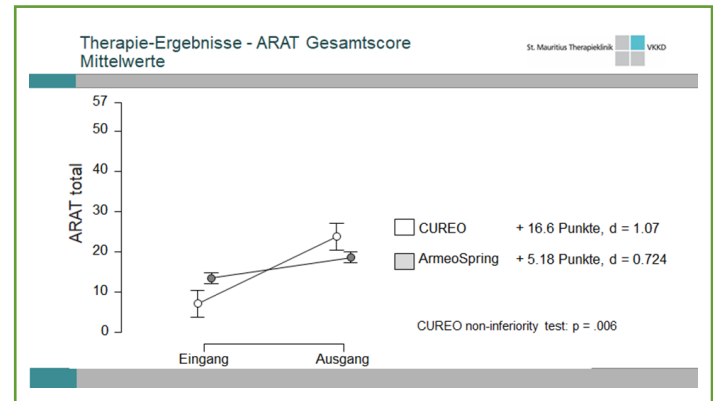 Therapie-Ergebnisse - ARAT Gesamtscore
Mittelwerte
St. Mauritius Therapieklinik VKKD
57
50
40
30
20
10
0
ARAT total
CUREO + 16.6 Punkte, d = 1.07
ArmeoSpring + 5.18 Punkte, d = 0.724
CUREO non-inferiority test: p = .006
Eingang Ausgang